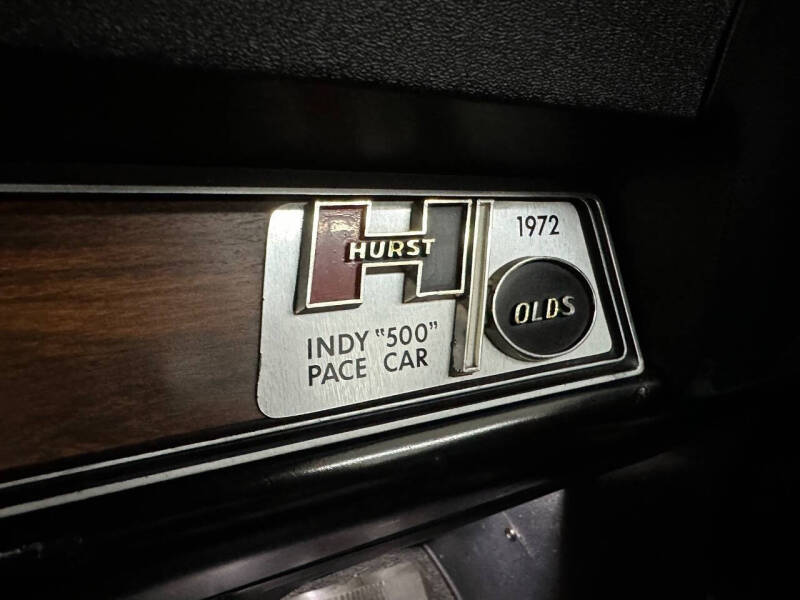 HURST
1972
OLDS
INDY "500"
PACE CAR